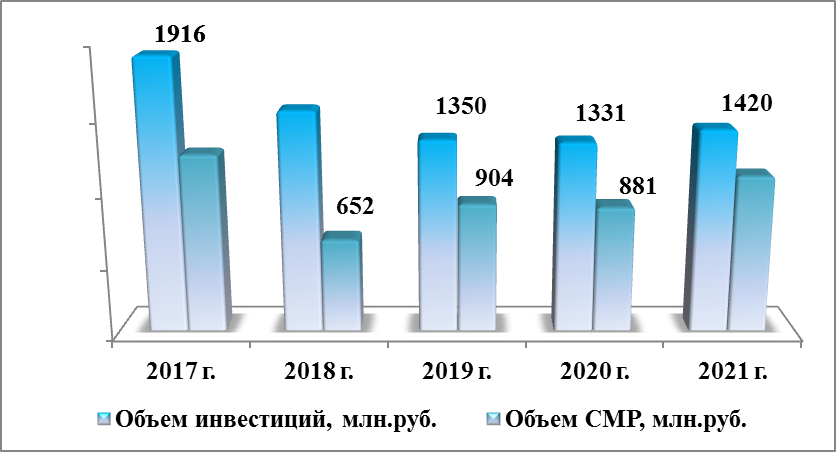 1916
1350
1331
1420
652
904
881
2017 г.
2018 г.
2019 г.
2020 г.
2021 г.
Объем инвестиций, млн.руб.
Объем СМР, млн.руб.